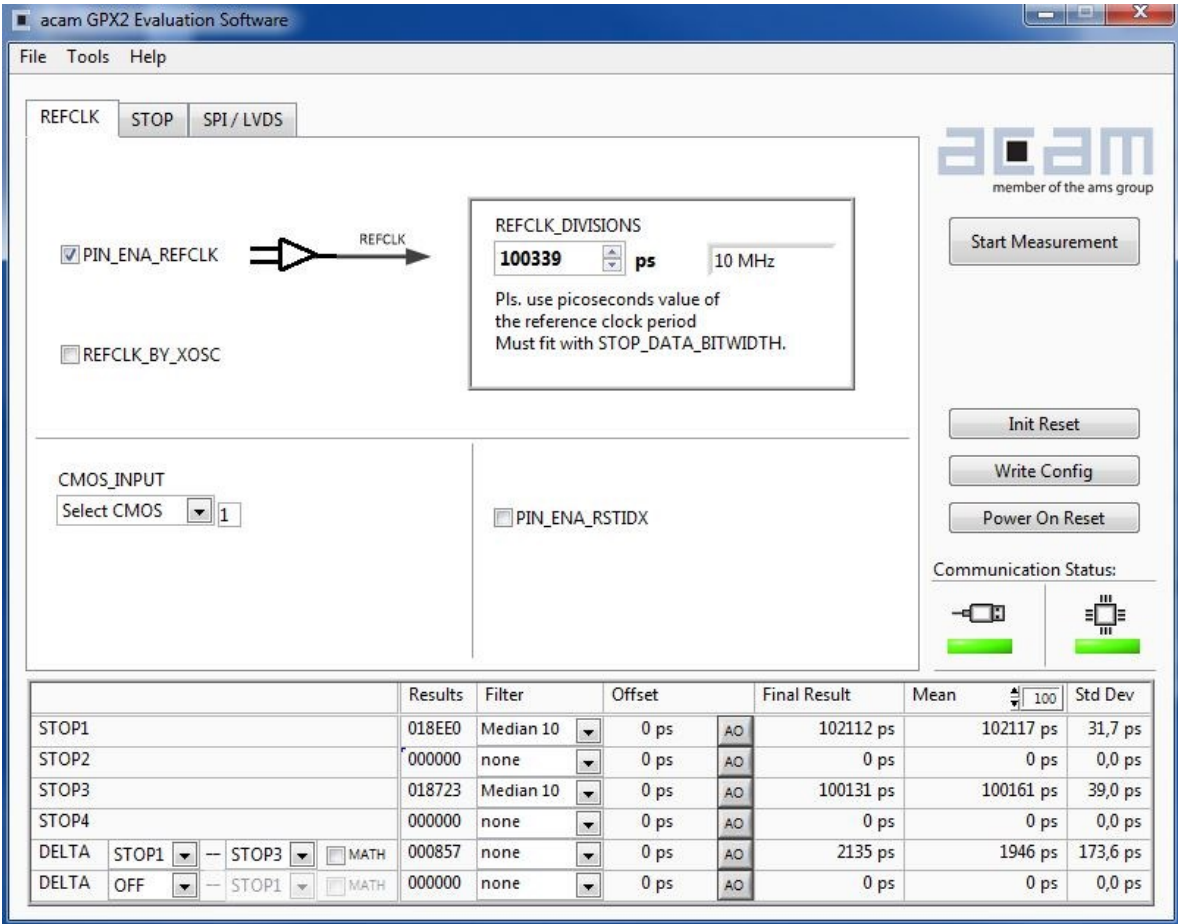 acam GPX2 Evaluation Software
File Tools Help
REFCLK STOP SPI / LVDS
acam
member of the ams group
PIN_ENA_REFCLK
REFCLK
REFCLK_DIVISIONS
100339 ps 10 MHz
Pls. use picoseconds value of
the reference clock period
Must fit with STOP_DATA_BITWIDTH.
Start Measurement
REFCLK_BY_XOSC
Init Reset
Write Config
Power On Reset
CMOS_INPUT
Select CMOS 1
PIN_ENA_RSTIDX
Communication Status:
Results Filter Offset Final Result Mean 100 Std Dev
STOP1 018EE0 Median 10 0 ps AO 102112 ps 102117 ps 31,7 ps
STOP2 000000 none 0 ps AO 0 ps 0 ps 0,0 ps
STOP3 018723 Median 10 0 ps AO 100131 ps 100161 ps 39,0 ps
STOP4 000000 none 0 ps AO 0 ps 0 ps 0,0 ps
DELTA STOP1 -- STOP3 MATH 000857 none 0 ps AO 2135 ps 1946 ps 173,6 ps
DELTA OFF -- STOP1 MATH 000000 none 0 ps AO 0 ps 0 ps 0,0 ps